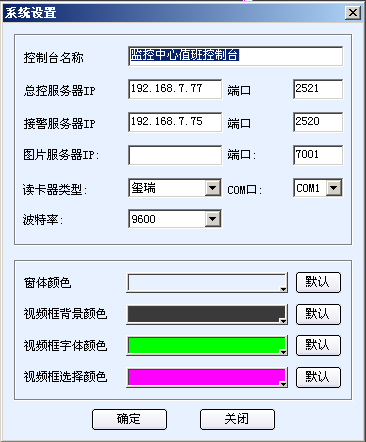 系统设置
控制台名称 监控中心值班控制台
总控服务器IP 192.168.7.77 端口 2521
接警服务器IP 192.168.7.75 端口 2520
图片服务器IP: 端口: 7001
读卡器类型: 玺瑞 COM口: COM1
波特率: 9600
窗体颜色 默认
视频框背景颜色 默认
视频框字体颜色 默认
视频框选择颜色 默认
确定 关闭